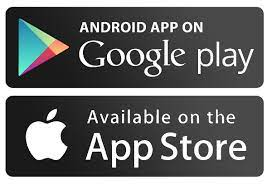 ANDROID APP ON
Google play
Available on the
App Store